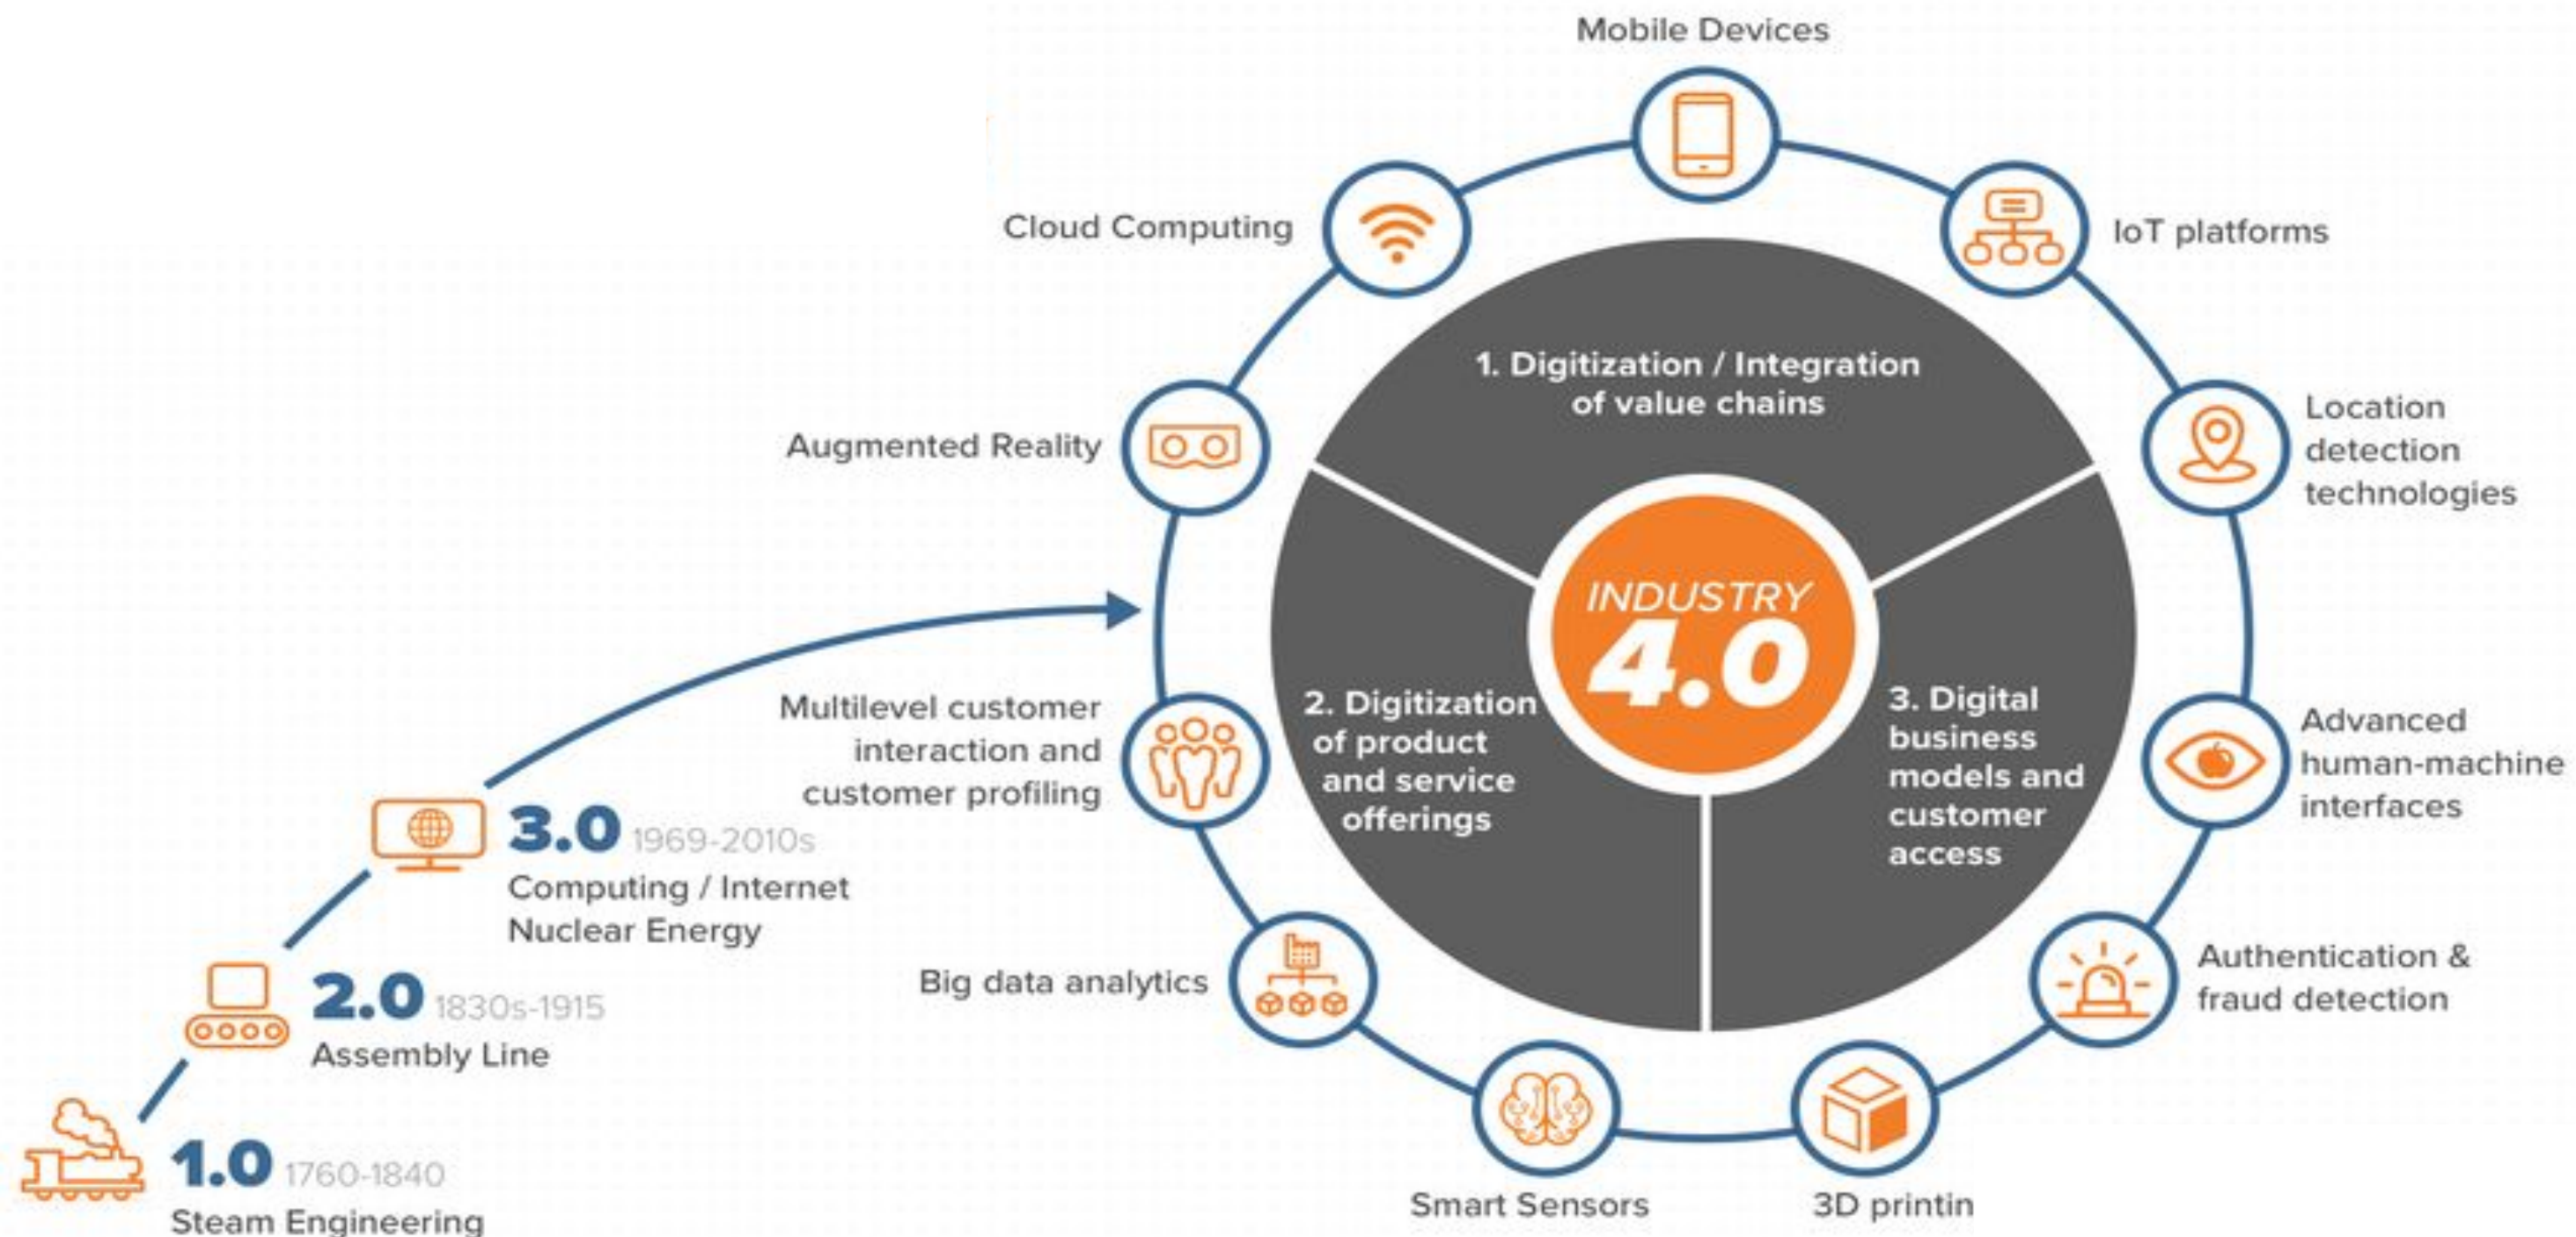 Mobile Devices
Cloud Computing
IoT platforms
1. Digitization / Integration
of value chains
Augmented Reality
Location
detection
technologies
INDUSTRY
4.0
2. Digitization
of product
and service
offerings
3. Digital
business
models and
customer
access
Multilevel customer
interaction and
customer profiling
Advanced
human-machine
interfaces
3.0 1969-2010s
Computing / Internet
Nuclear Energy
Big data analytics
Authentication &
fraud detection
2.0 1830s-1915
Assembly Line
1.0 1760-1840
Steam Engineering
Smart Sensors
3D printin